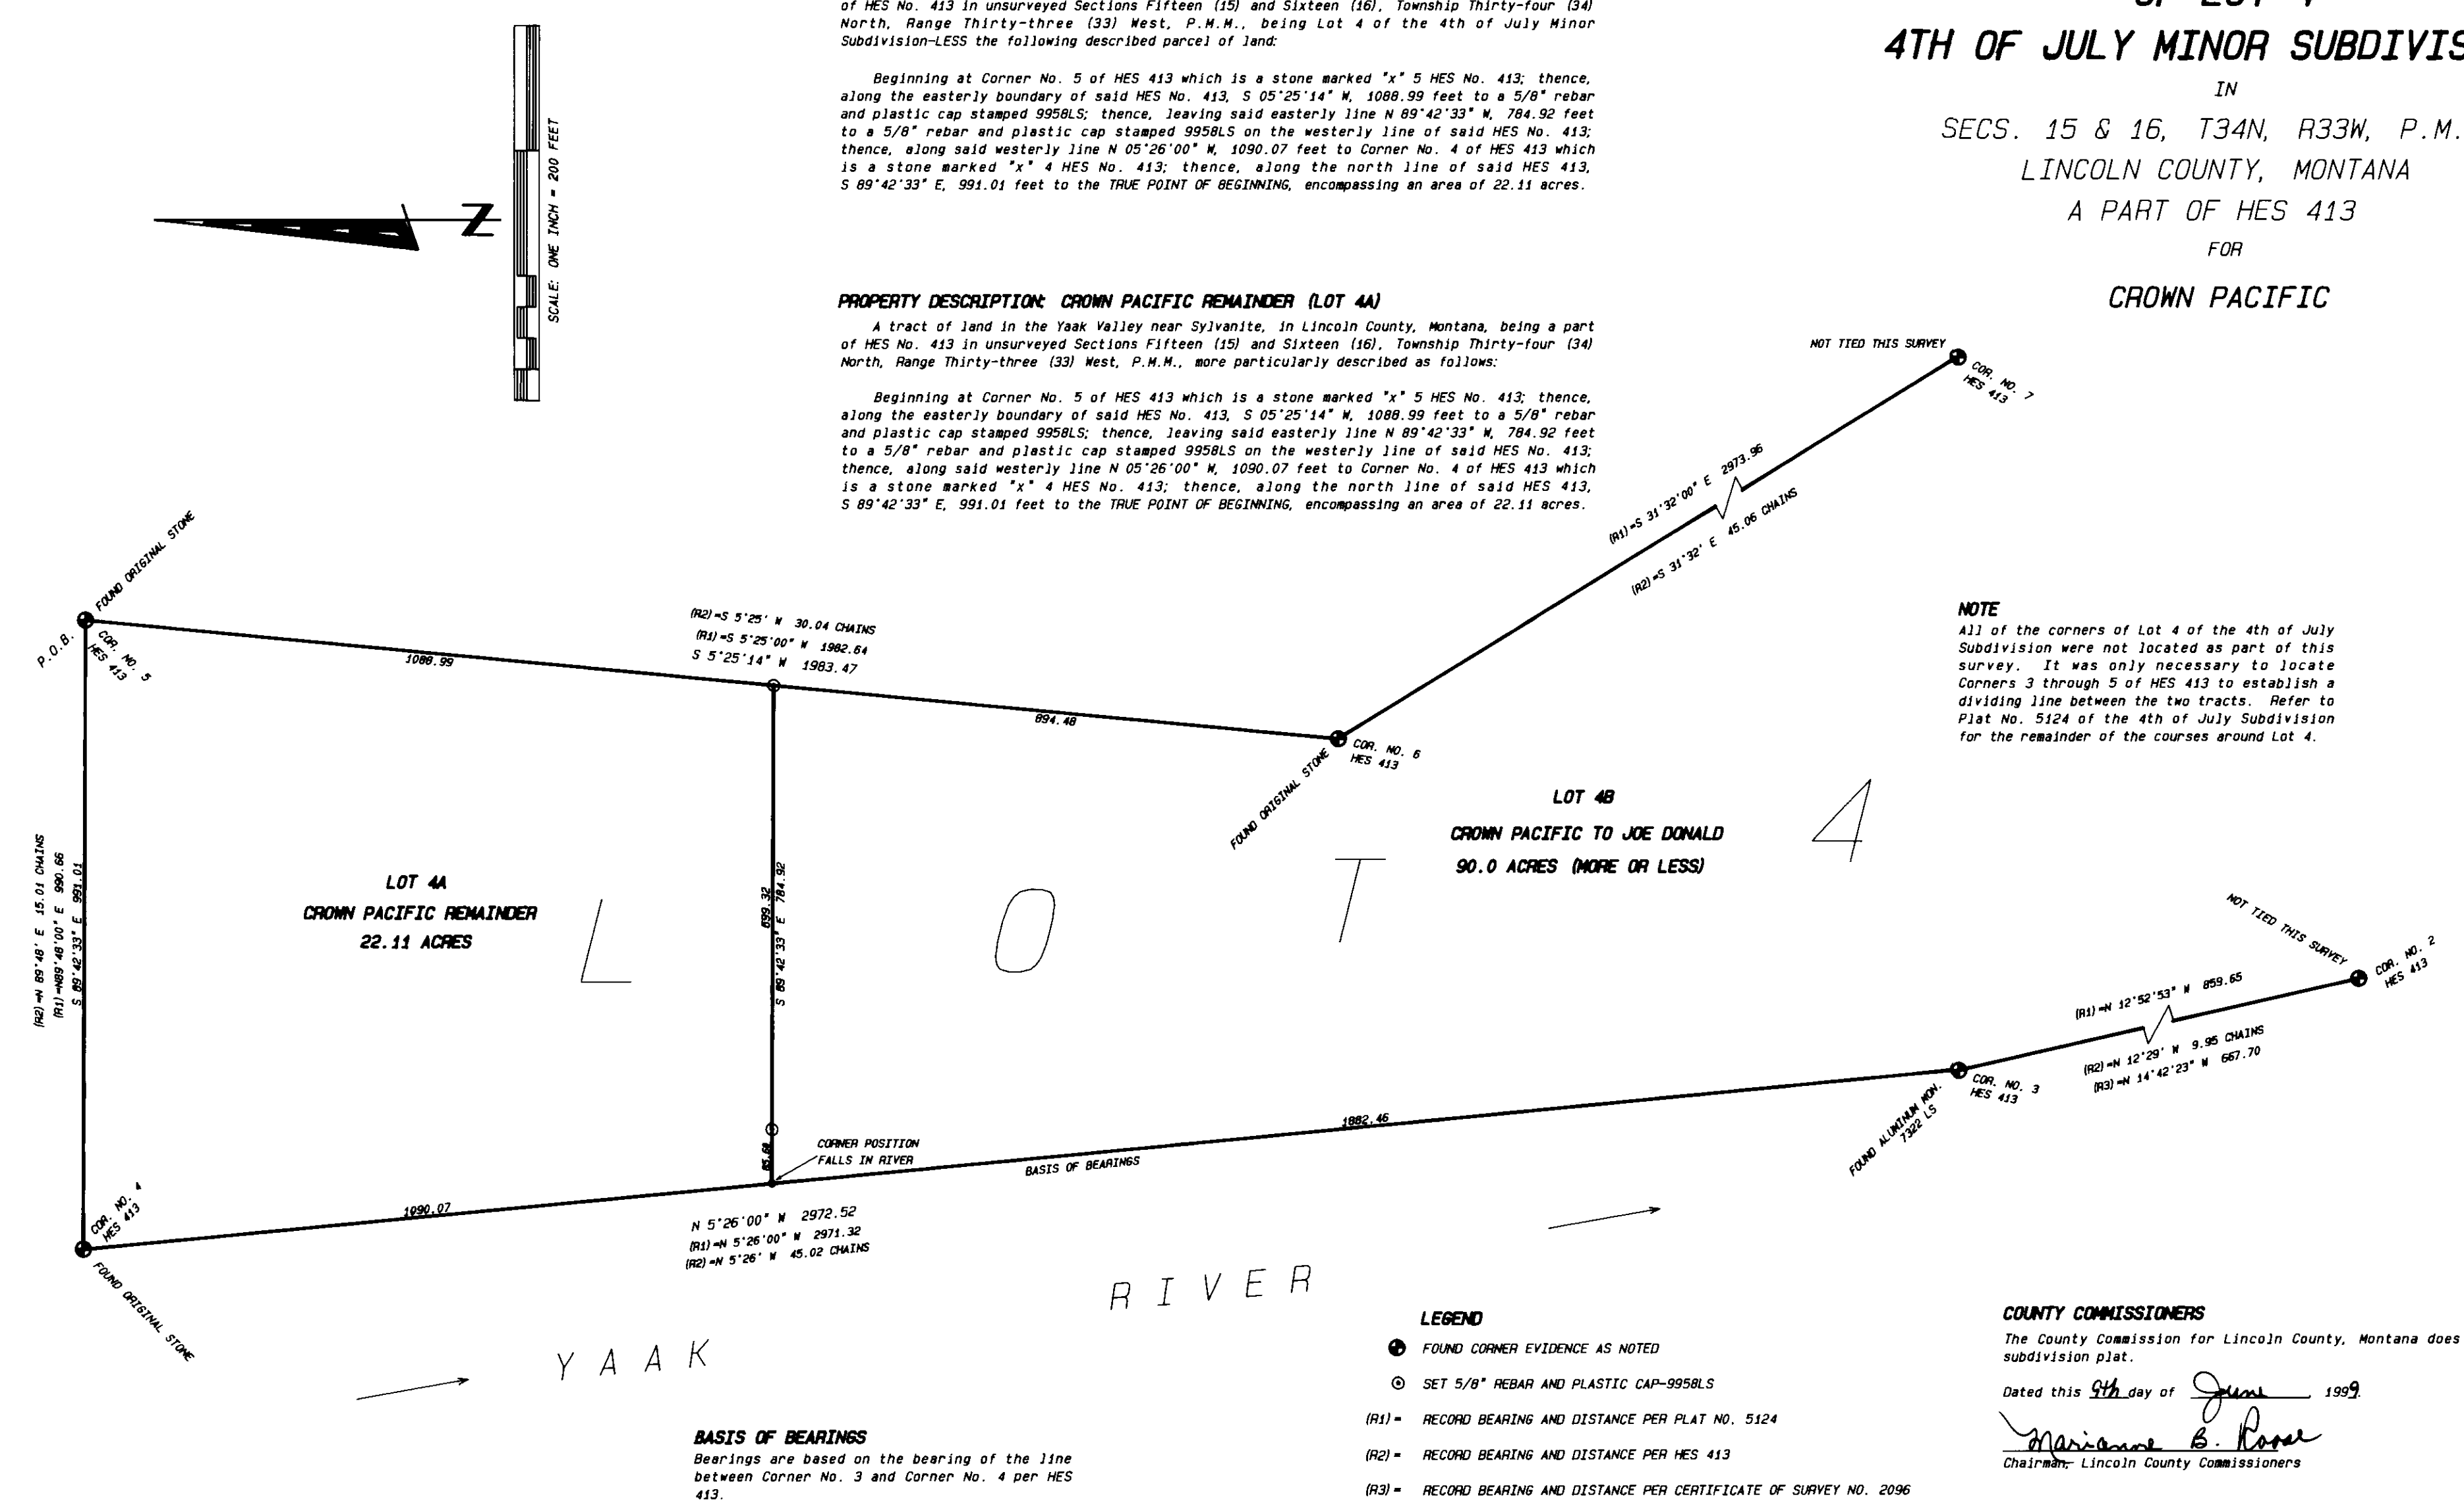 of HES No. 413 in unsurveyed Sections Fifteen (15) and Sixteen (16), Township Thirty-four (34)
North, Range Thirty-three (33) West, P.M.M., being Lot 4 of the 4th of July Minor
Subdivision-LESS the following described parcel of land:
Beginning at Corner No. 5 of HES 413 which is a stone marked "x" 5 HES No. 413; thence,
along the easterly boundary of said HES No. 413, S 05°25'14" W, 1088.99 feet to a 5/8" rebar
and plastic cap stamped 9958LS; thence, leaving said easterly line N 89°42'33" W, 784.92 feet
to a 5/8" rebar and plastic cap stamped 9958LS on the westerly line of said HES No. 413;
thence, along said westerly line N 05°26'00" W, 1090.07 feet to Corner No. 4 of HES 413 which
is a stone marked "x" 4 HES No. 413; thence, along the north line of said HES 413,
S 89°42'33" E, 991.01 feet to the TRUE POINT OF BEGINNING, encompassing an area of 22.11 acres.
4TH OF JULY MINOR SUBDIVIS
IN
SECS. 15 & 16, T34N, R33W, P.M.
LINCOLN COUNTY, MONTANA
A PART OF HES 413
FOR
CROWN PACIFIC
N
SCALE: ONE INCH = 200 FEET
PROPERTY DESCRIPTION: CROWN PACIFIC REMAINDER (LOT 4A)
A tract of land in the Yaak Valley near Sylvanite, in Lincoln County, Montana, being a part
of HES No. 413 in unsurveyed Sections Fifteen (15) and Sixteen (16), Township Thirty-four (34)
North, Range Thirty-three (33) West, P.M.M., more particularly described as follows:
Beginning at Corner No. 5 of HES 413 which is a stone marked "x" 5 HES No. 413; thence,
along the easterly boundary of said HES No. 413, S 05°25'14" W, 1088.99 feet to a 5/8" rebar
and plastic cap stamped 9958LS; thence, leaving said easterly line N 89°42'33" W, 784.92 feet
to a 5/8" rebar and plastic cap stamped 9958LS on the westerly line of said HES No. 413;
thence, along said westerly line N 05°26'00" W, 1090.07 feet to Corner No. 4 of HES 413 which
is a stone marked "x" 4 HES No. 413; thence, along the north line of said HES 413,
S 89°42'33" E, 991.01 feet to the TRUE POINT OF BEGINNING, encompassing an area of 22.11 acres.
NOT TIED THIS SURVEY
COR. NO. 7
HES 413
(R1)=S 31°32'00" E 2973.96
(R2)=S 31°32' E 45.06 CHAINS
FOUND ORIGINAL STONE
P.O.B.
COR. NO. 5
HES 413
1088.99
(R2)=S 5°25' W 30.04 CHAINS
(R1)=S 5°25'00" W 1982.64
S 5°25'14" W 1983.47
894.48
FOUND ORIGINAL STONE
COR. NO. 6
HES 413
NOTE
All of the corners of Lot 4 of the 4th of July
Subdivision were not located as part of this
survey. It was only necessary to locate
Corners 3 through 5 of HES 413 to establish a
dividing line between the two tracts. Refer to
Plat No. 5124 of the 4th of July Subdivision
for the remainder of the courses around Lot 4.
(R2)=N 89°48' E 15.01 CHAINS
(R1)=N89°48'00" E 990.66
S 89°42'33" E 991.01
LOT 4A
CROWN PACIFIC REMAINDER
22.11 ACRES
699.32
S 89°42'33" E 784.92
85.60
LOT 4B
CROWN PACIFIC TO JOE DONALD
90.0 ACRES (MORE OR LESS)
L O T 4
NOT TIED THIS SURVEY
COR. NO. 2
HES 413
(R1)=N 12°52'53" W 859.65
(R2)=N 12°29' W 9.95 CHAINS
(R3)=N 14°42'23" W 667.70
COR. NO. 3
HES 413
FOUND ALUMINUM MON.
7322 LS
1882.46
BASIS OF BEARINGS
CORNER POSITION
FALLS IN RIVER
COR. NO. 4
HES 413
FOUND ORIGINAL STONE
1090.07
N 5°26'00" W 2972.52
(R1)=N 5°26'00" W 2971.32
(R2)=N 5°26' W 45.02 CHAINS
YAAK RIVER
BASIS OF BEARINGS
Bearings are based on the bearing of the line
between Corner No. 3 and Corner No. 4 per HES
413.
LEGEND
FOUND CORNER EVIDENCE AS NOTED
SET 5/8" REBAR AND PLASTIC CAP-9958LS
(R1)= RECORD BEARING AND DISTANCE PER PLAT NO. 5124
(R2)= RECORD BEARING AND DISTANCE PER HES 413
(R3)= RECORD BEARING AND DISTANCE PER CERTIFICATE OF SURVEY NO. 2096
COUNTY COMMISSIONERS
The County Commission for Lincoln County, Montana does
subdivision plat.
Dated this 9th day of June, 1999.
Marianne B. Roose
Chairman, Lincoln County Commissioners